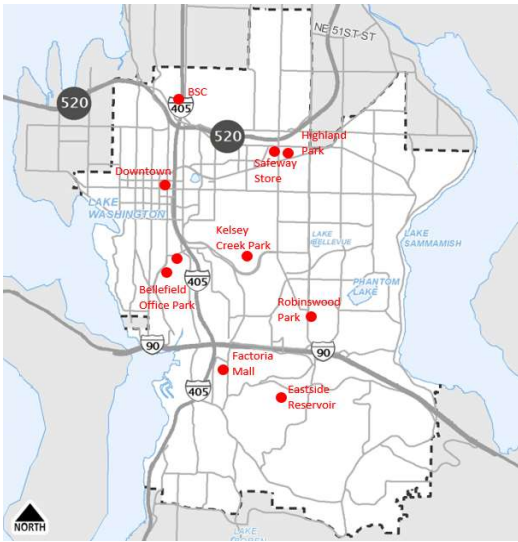 NE 51ST ST
BSC
405
520
520
Highland
Park
Safeway
Store
Downtown
LAKE
WASHINGTON
Kelsey
Creek Park
LAKE
BELLEVUE
LAKE
SAMMAMISH
405
Bellefield
Office Park
PHANTOM
LAKE
Robinswood
Park
90
90
Factoria
Mall
405
Eastside
Reservoir
NORTH
LAKE